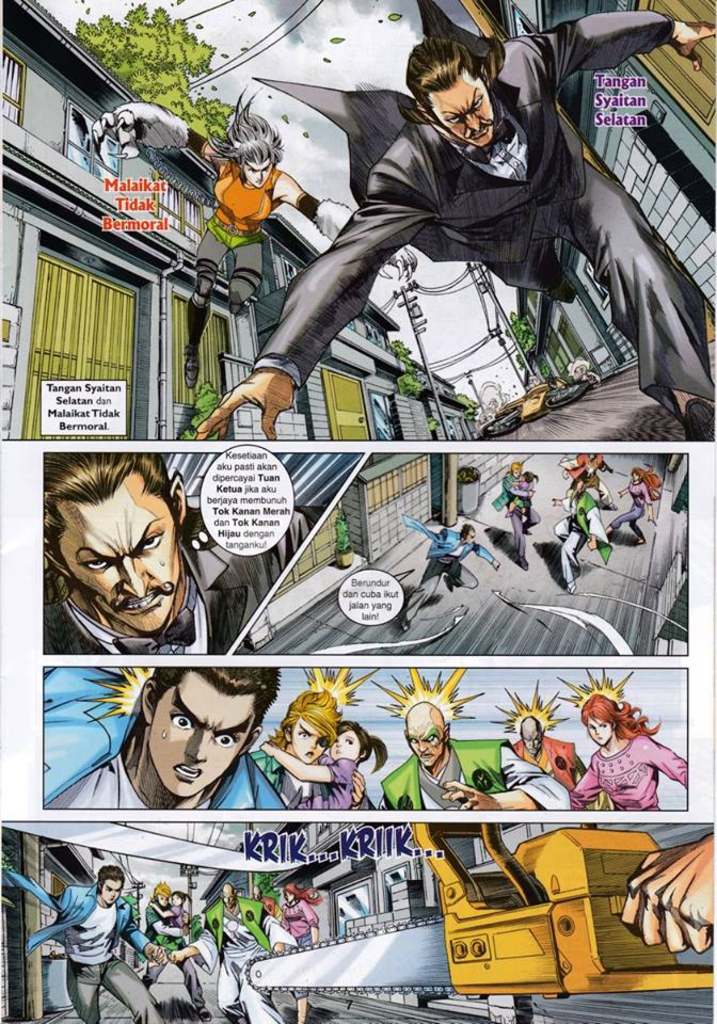 Tangan
Syaitan
Selatan
Malaikat
Tidak
Bermoral
Tangan Syaitan
Selatan dan
Malaikat Tidak
Bermoral.
Kesetiaan
aku pasti akan
dipercayai Tuan
Ketua jika aku
berjaya membunuh
Tok Kanan Merah
dan Tok Kanan
Hijau dengan
tanganku!
Berundur
dan cuba ikut
jalan yang
lain!
KRIK...KRIIK...
7